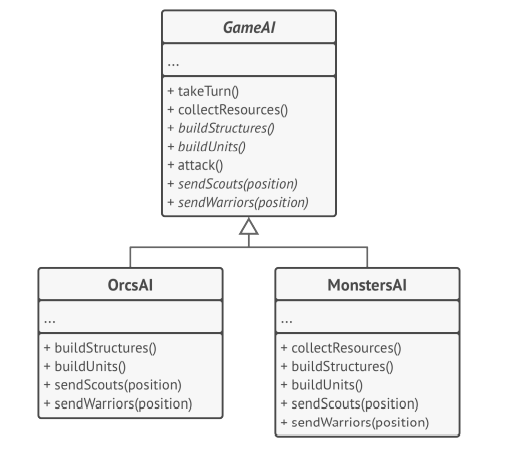 GameAI
...
+ takeTurn()
+ collectResources()
+ buildStructures()
+ buildUnits()
+ attack()
+ sendScouts(position)
+ sendWarriors(position)
OrcsAI
...
+ buildStructures()
+ buildUnits()
+ sendScouts(position)
+ sendWarriors(position)
MonstersAI
...
+ collectResources()
+ buildStructures()
+ buildUnits()
+ sendScouts(position)
+ sendWarriors(position)